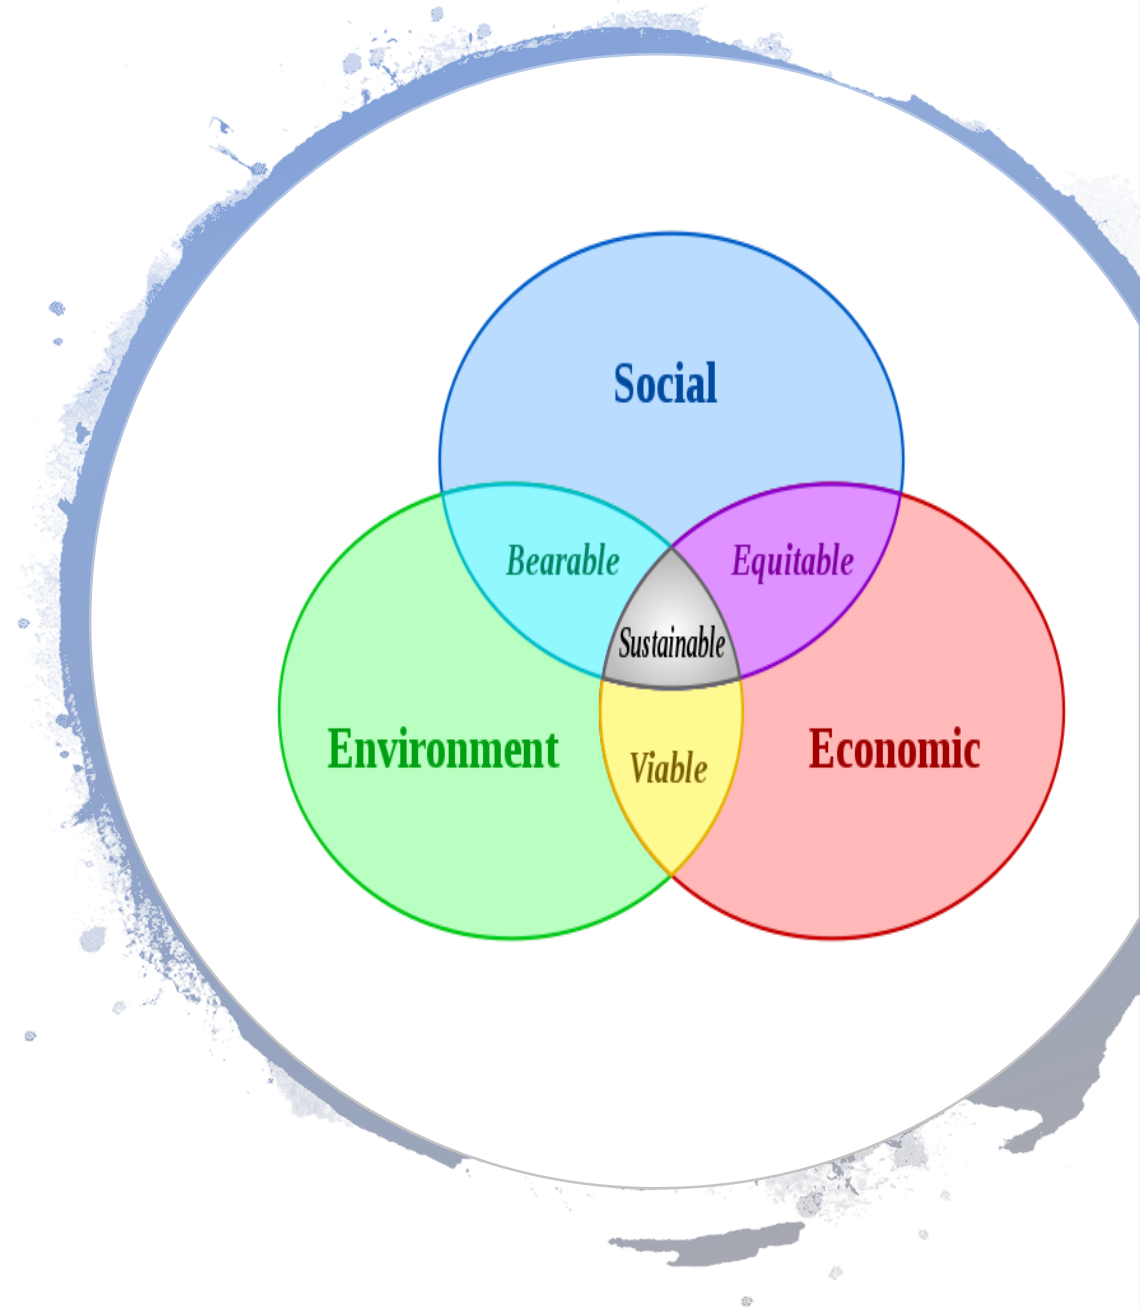 Social
Bearable
Equitable
Sustainable
Environment
Economic
Viable